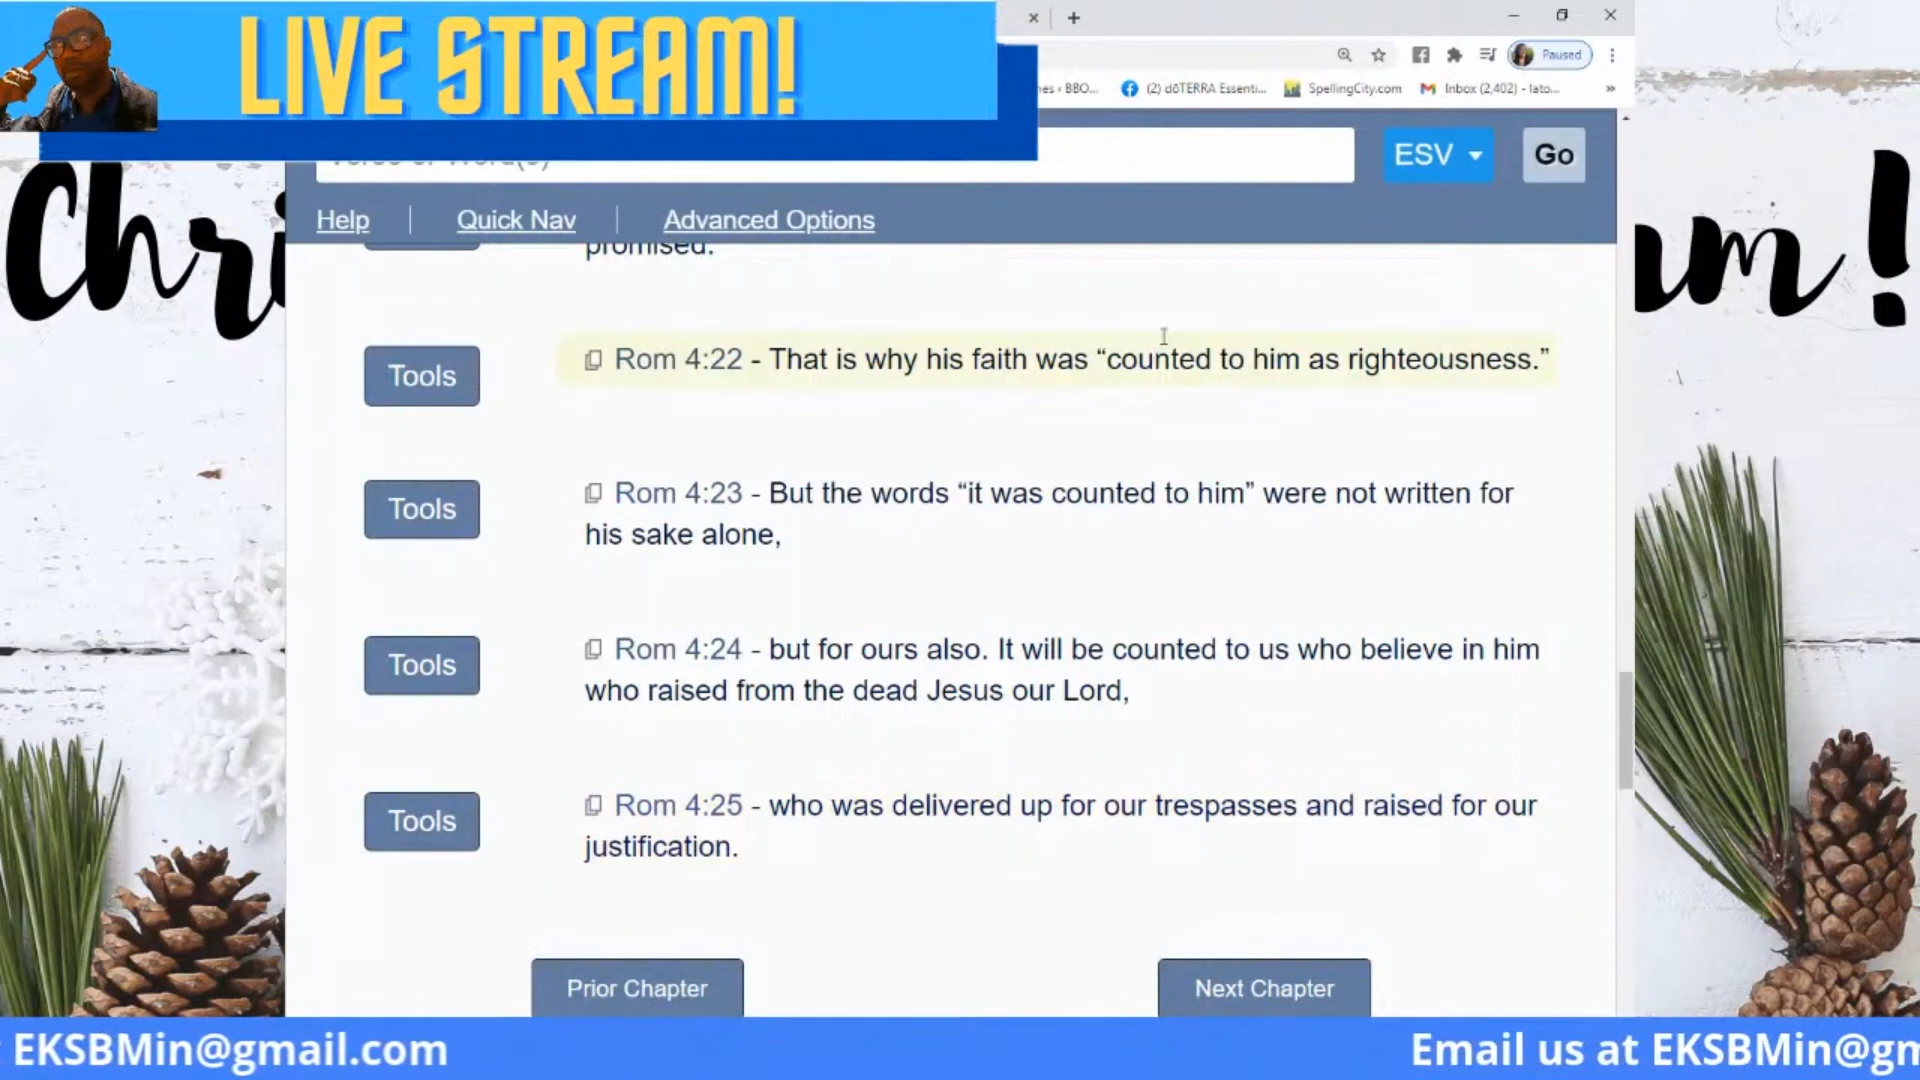 LIVE STREAM!
Paused
nes ‹ BBO...
(2) dōTERRA Essenti...
SpellingCity.com
Inbox (2,402) - lato...
»
ESV
Go
Help
Quick Nav
Advanced Options
Chri
am!
promised.
Tools
Rom 4:22 - That is why his faith was “counted to him as righteousness.”
Tools
Rom 4:23 - But the words “it was counted to him” were not written for
his sake alone,
Tools
Rom 4:24 - but for ours also. It will be counted to us who believe in him
who raised from the dead Jesus our Lord,
Tools
Rom 4:25 - who was delivered up for our trespasses and raised for our
justification.
Prior Chapter
Next Chapter
: EKSBMin@gmail.com
Email us at EKSBMin@gm